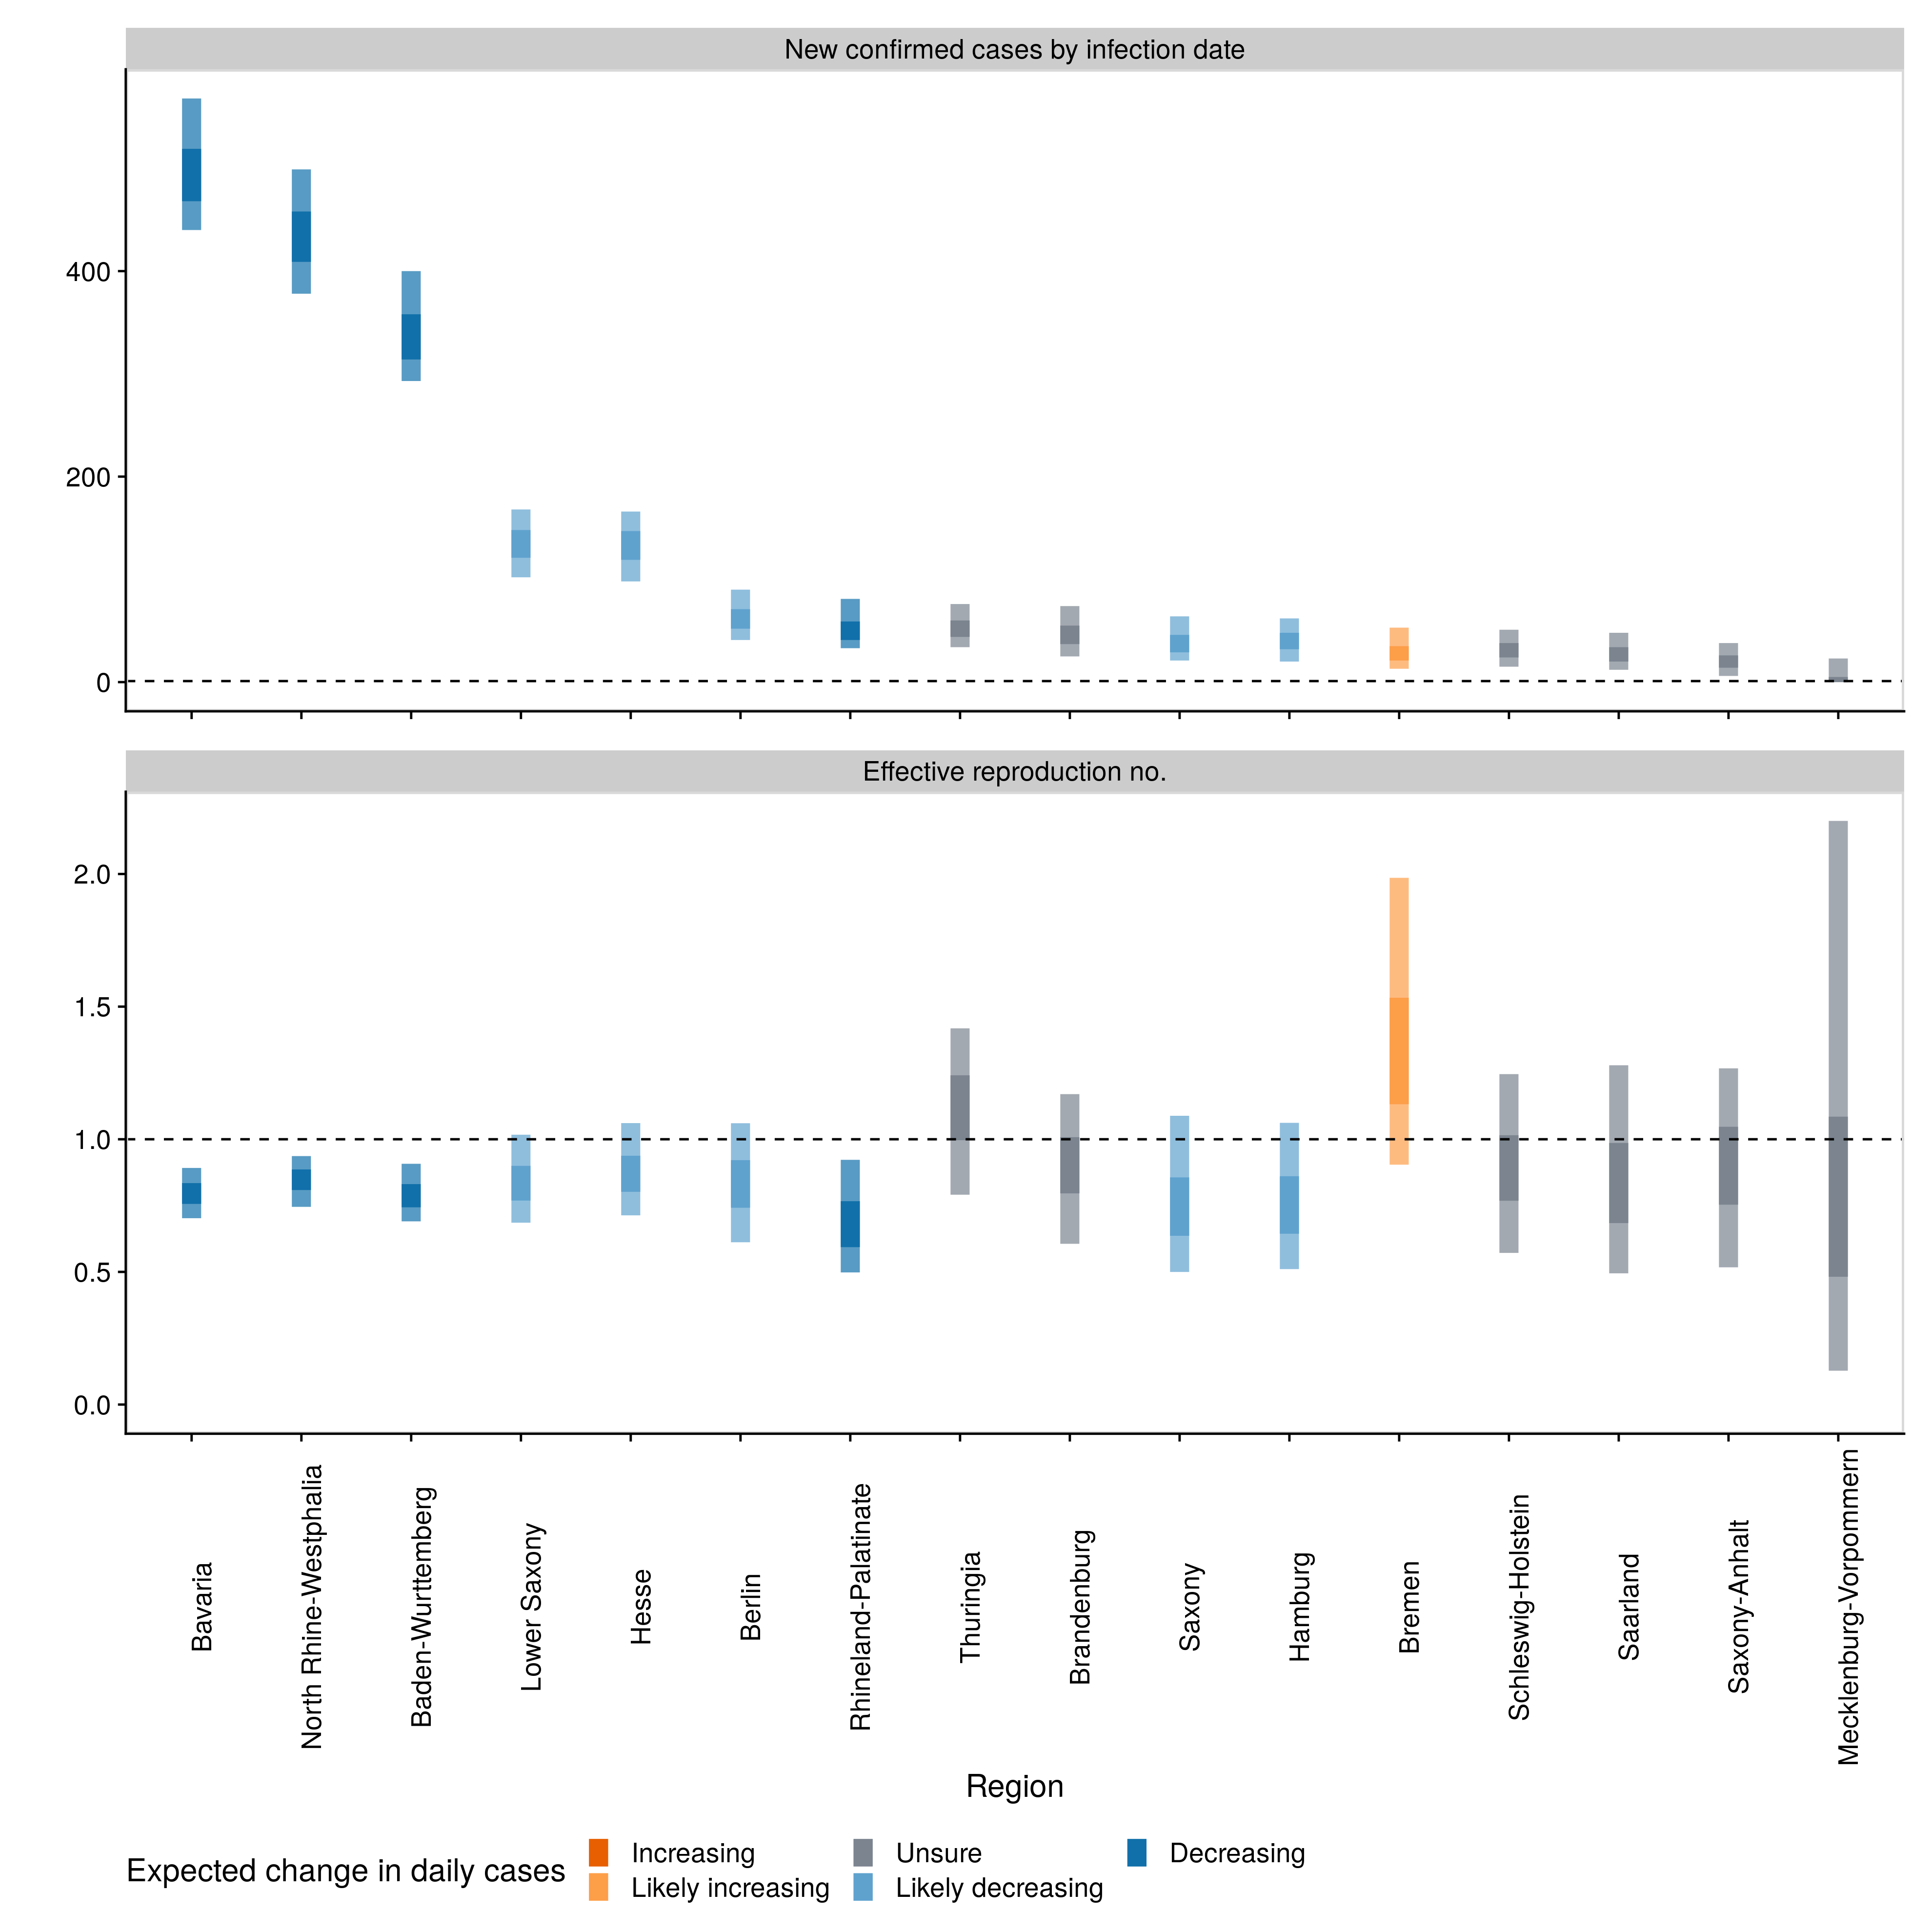 New confirmed cases by infection date
400
200
0
Effective reproduction no.
2.0
1.5
1.0
0.5
0.0
Bavaria
North Rhine-Westphalia
Baden-Wurttemberg
Lower Saxony
Hesse
Berlin
Rhineland-Palatinate
Thuringia
Brandenburg
Saxony
Hamburg
Bremen
Schleswig-Holstein
Saarland
Saxony-Anhalt
Mecklenburg-Vorpommern
Region
Expected change in daily cases
Increasing
Unsure
Decreasing
Likely increasing
Likely decreasing